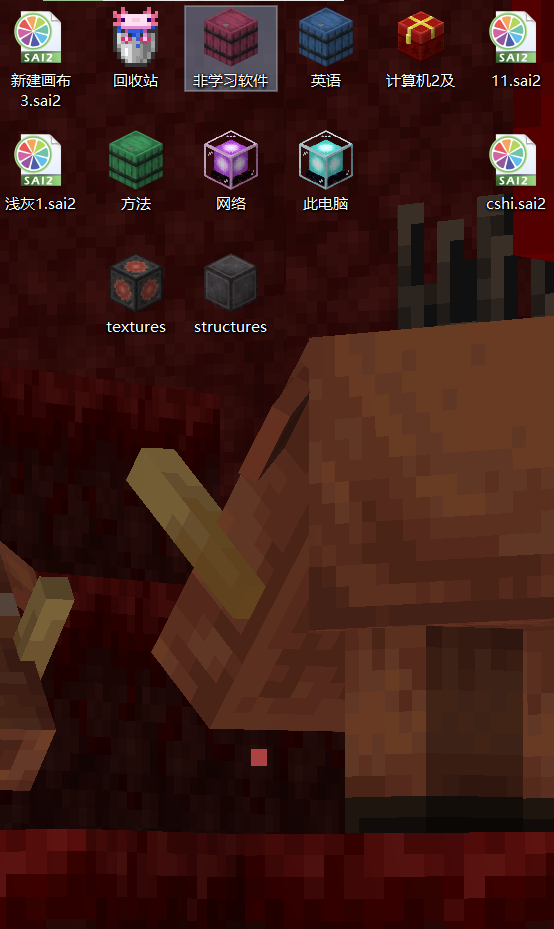 SAI2
新建画布
3.sai2
回收站
非学习软件
英语
计算机2及
SAI2
11.sai2
SAI2
浅灰1.sai2
方法
网络
此电脑
SAI2
cshi.sai2
textures
structures